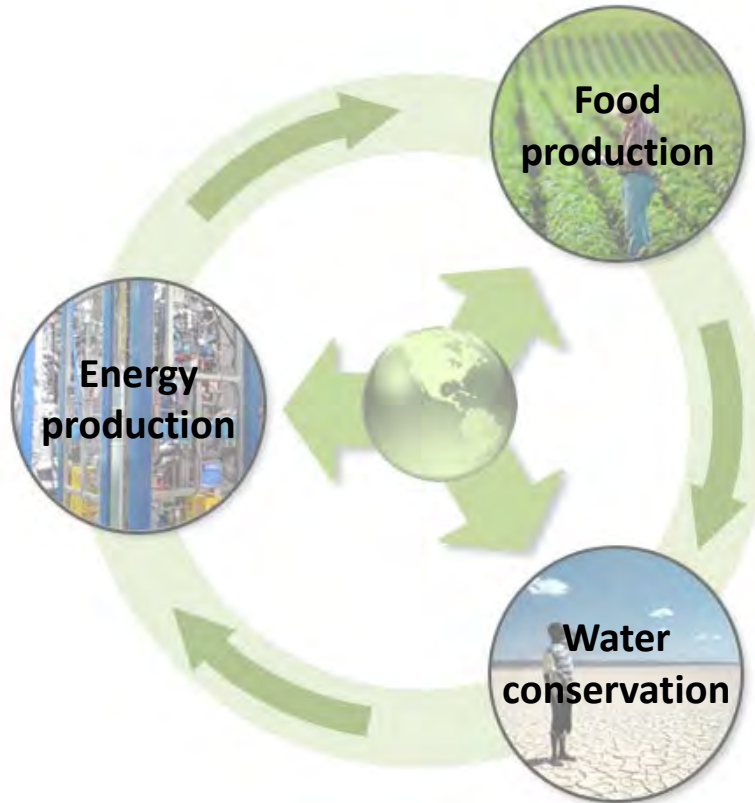 Food
production
Energy
production
Water
conservation